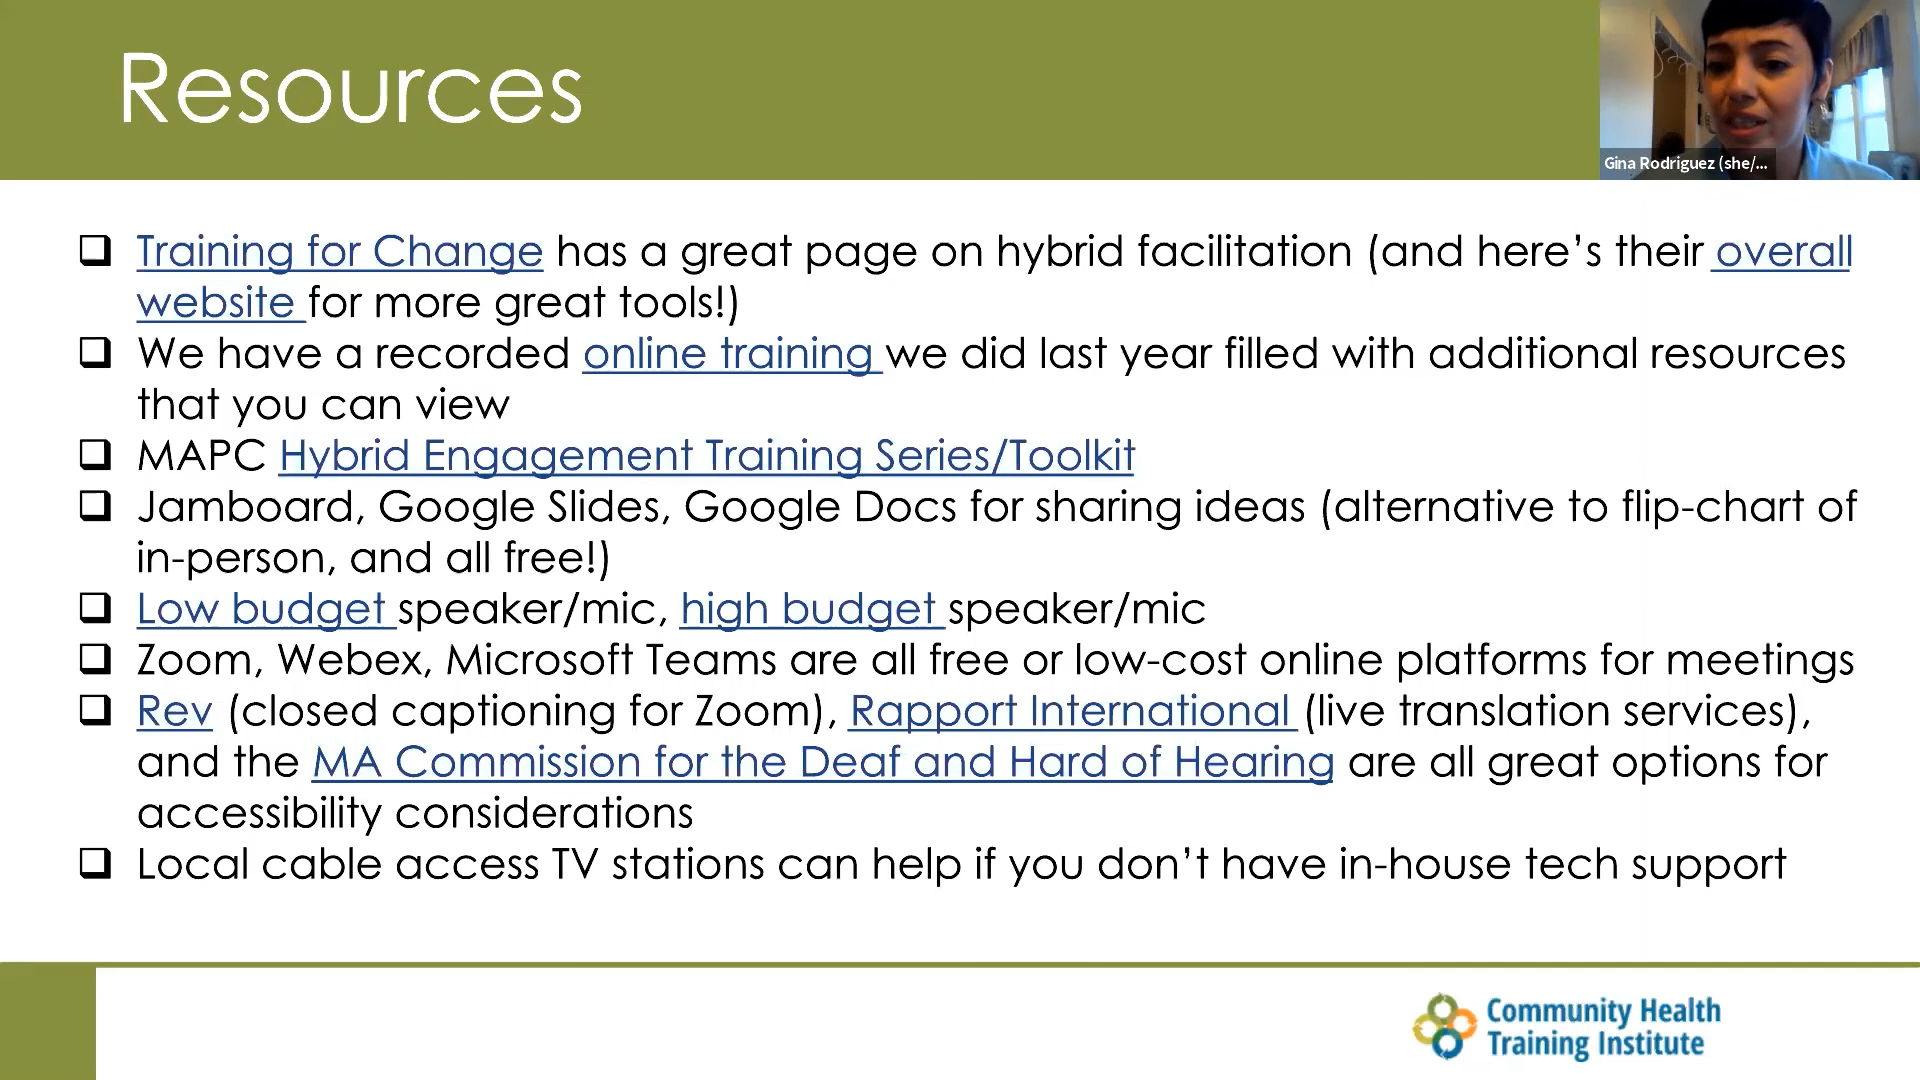 Resources
Gina Rodriguez (she/...
Training for Change has a great page on hybrid facilitation (and here’s their overall
website for more great tools!)
We have a recorded online training we did last year filled with additional resources
that you can view
MAPC Hybrid Engagement Training Series/Toolkit
Jamboard, Google Slides, Google Docs for sharing ideas (alternative to flip-chart of
in-person, and all free!)
Low budget speaker/mic, high budget speaker/mic
Zoom, Webex, Microsoft Teams are all free or low-cost online platforms for meetings
Rev (closed captioning for Zoom), Rapport International (live translation services),
and the MA Commission for the Deaf and Hard of Hearing are all great options for
accessibility considerations
Local cable access TV stations can help if you don’t have in-house tech support
Community Health
Training Institute